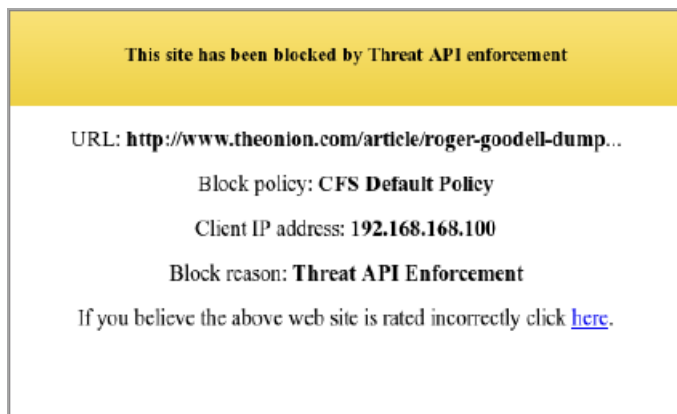 This site has been blocked by Threat API enforcement
URL: http://www.theonion.com/article/roger-goodell-dump...
Block policy: CFS Default Policy
Client IP address: 192.168.168.100
Block reason: Threat API Enforcement
If you believe the above web site is rated incorrectly click here.